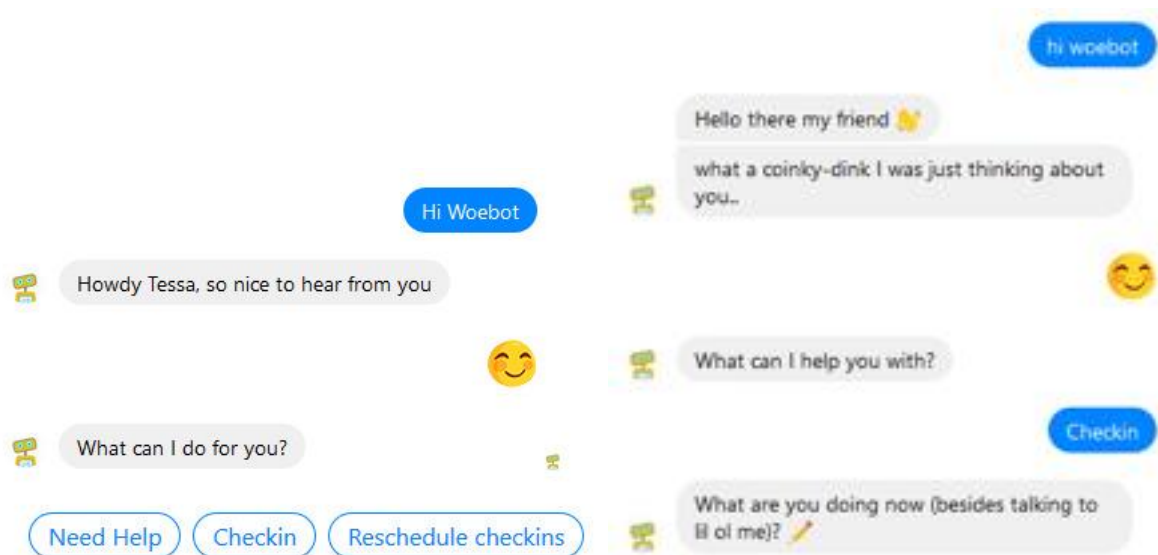 Hi Woebot
Howdy Tessa, so nice to hear from you
What can I do for you?
Need Help
Checkin
Reschedule checkins
hi woebot
Hello there my friend
what a coinky-dink I was just thinking about
you..
What can I help you with?
Checkin
What are you doing now (besides talking to
lil ol me)?